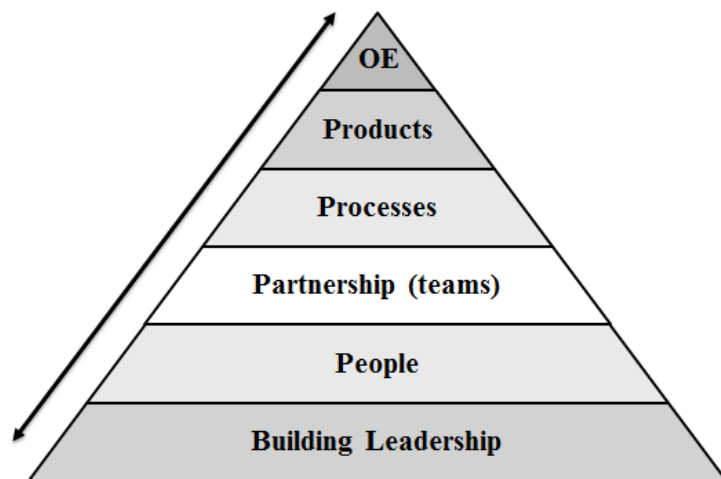 OE
Products
Processes
Partnership (teams)
People
Building Leadership